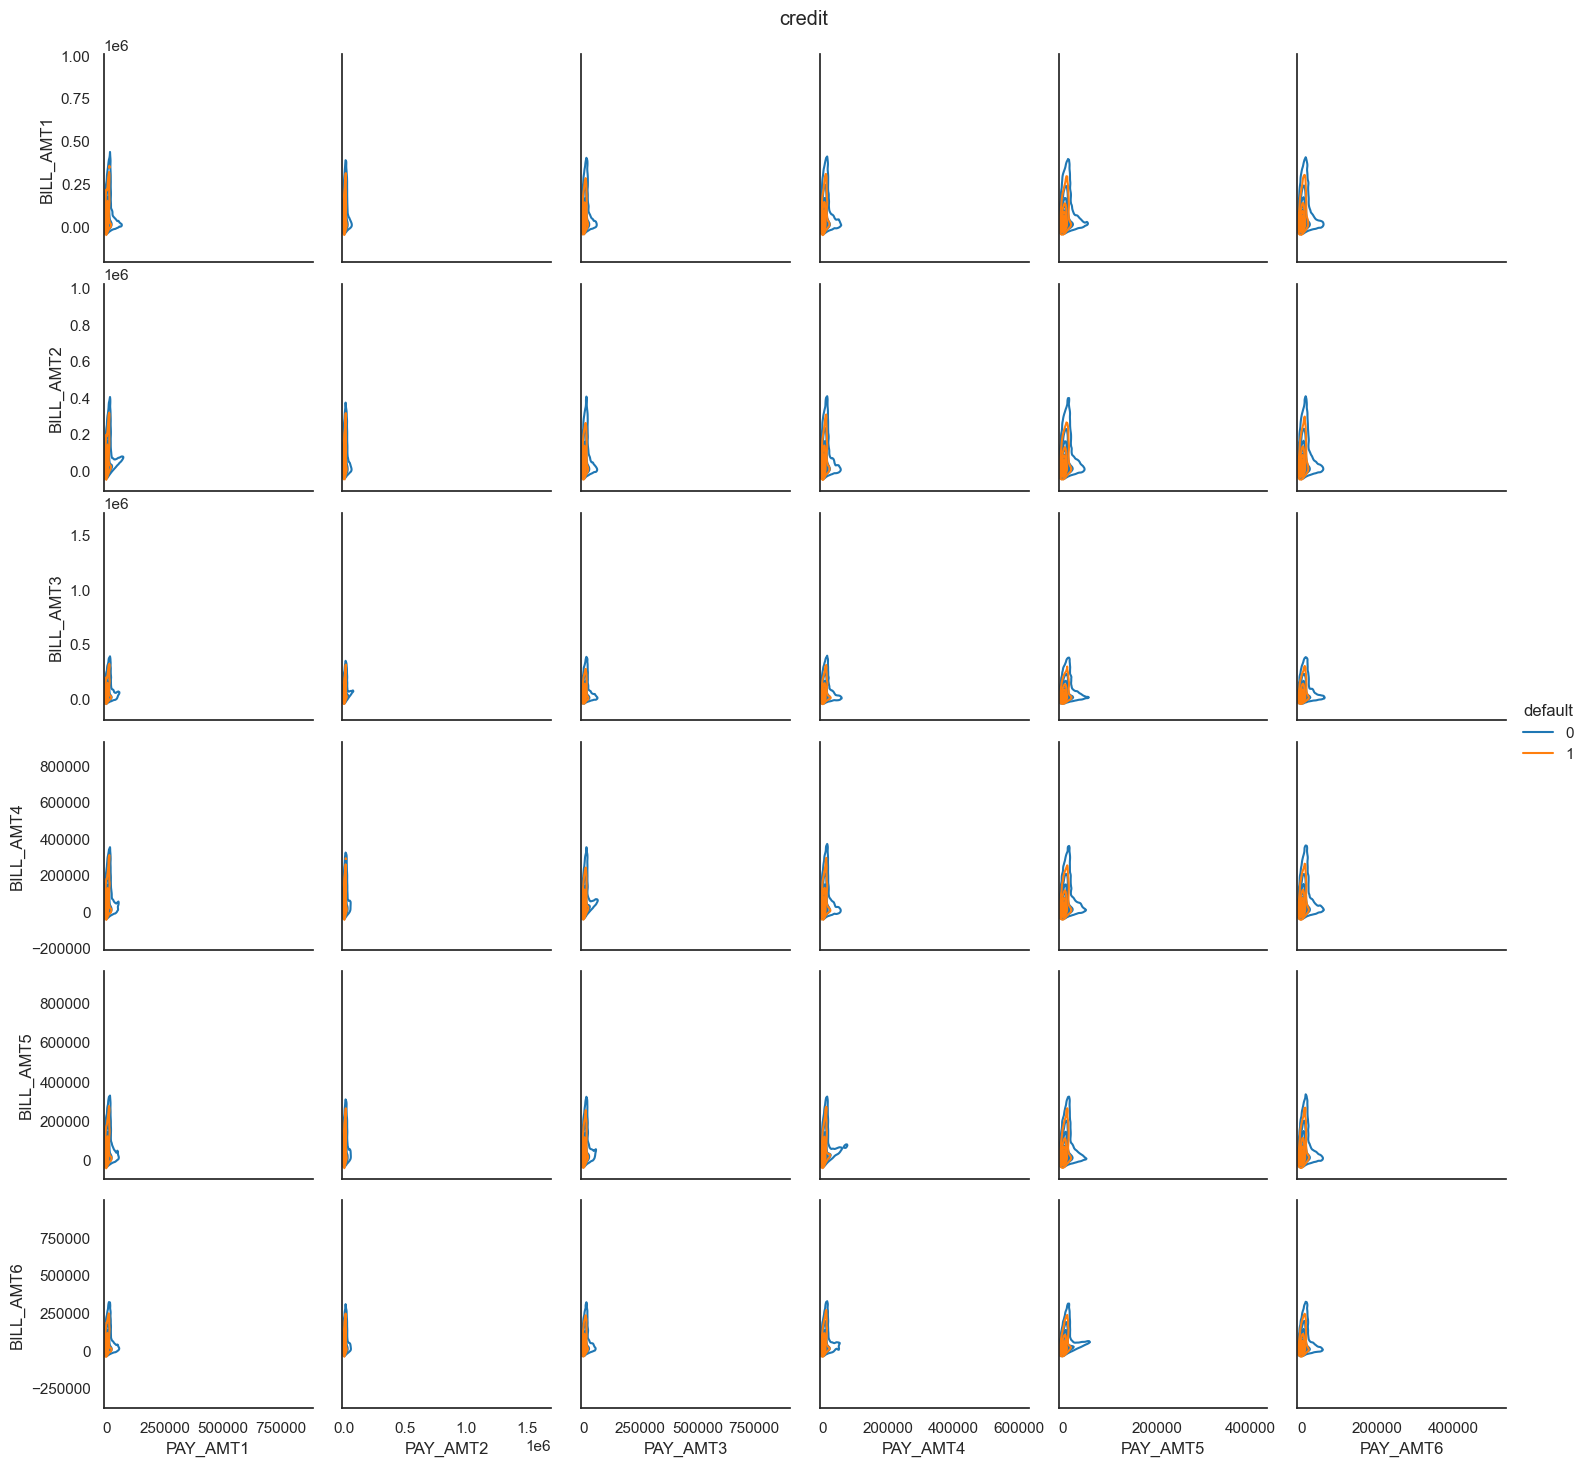 credit
1e6
1.00
0.75
0.50
0.25
0.00
BILL_AMT1
1e6
1.0
0.8
0.6
0.4
0.2
0.0
BILL_AMT2
1e6
1.5
1.0
0.5
0.0
BILL_AMT3
default
0
1
800000
600000
400000
200000
0
−200000
BILL_AMT4
800000
600000
400000
200000
0
BILL_AMT5
750000
500000
250000
0
−250000
BILL_AMT6
0 250000 500000 750000
PAY_AMT1
0.0 0.5 1.0 1.5
1e6
PAY_AMT2
0 250000 500000 750000
PAY_AMT3
0 200000 400000 600000
PAY_AMT4
0 200000 400000
PAY_AMT5
0 200000 400000
PAY_AMT6